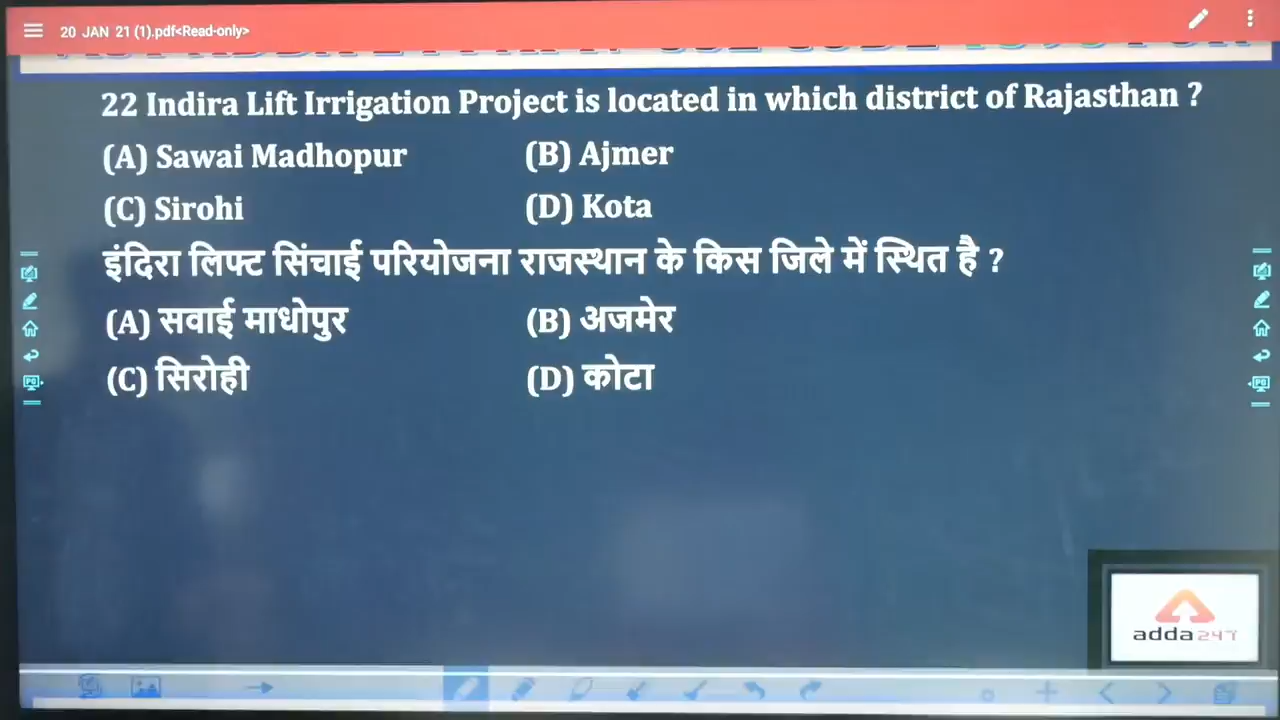 20 JAN 21 (1).pdf<Read-only>
22 Indira Lift Irrigation Project is located in which district of Rajasthan ?
(A) Sawai Madhopur (B) Ajmer
(C) Sirohi (D) Kota
इंदिरा लिफ्ट सिंचाई परियोजना राजस्थान के किस जिले में स्थित है ?
(A) सवाई माधोपुर (B) अजमेर
(C) सिरोही (D) कोटा
adda247